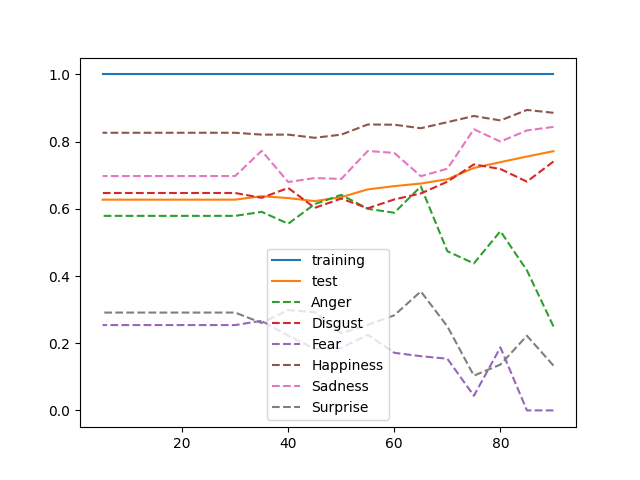 1.0
0.8
0.6
0.4
0.2
0.0
training
test
Anger
Disgust
Fear
Happiness
Sadness
Surprise
20 40 60 80